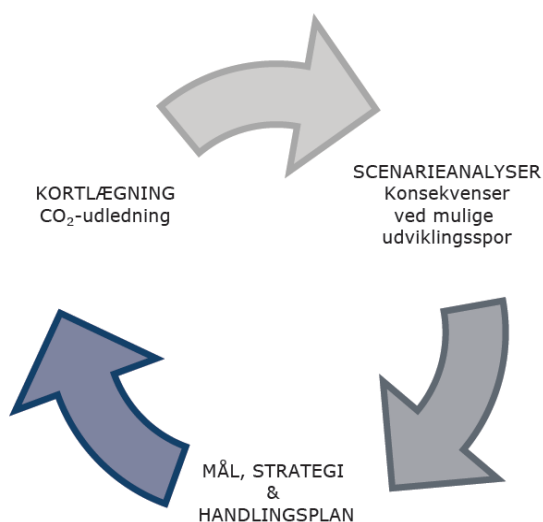 KORTLÆGNING
CO₂-udledning
SCENARIEANALYSER
Konsekvenser
ved mulige
udviklingsspor
MÅL, STRATEGI
&
HANDLINGSPLAN